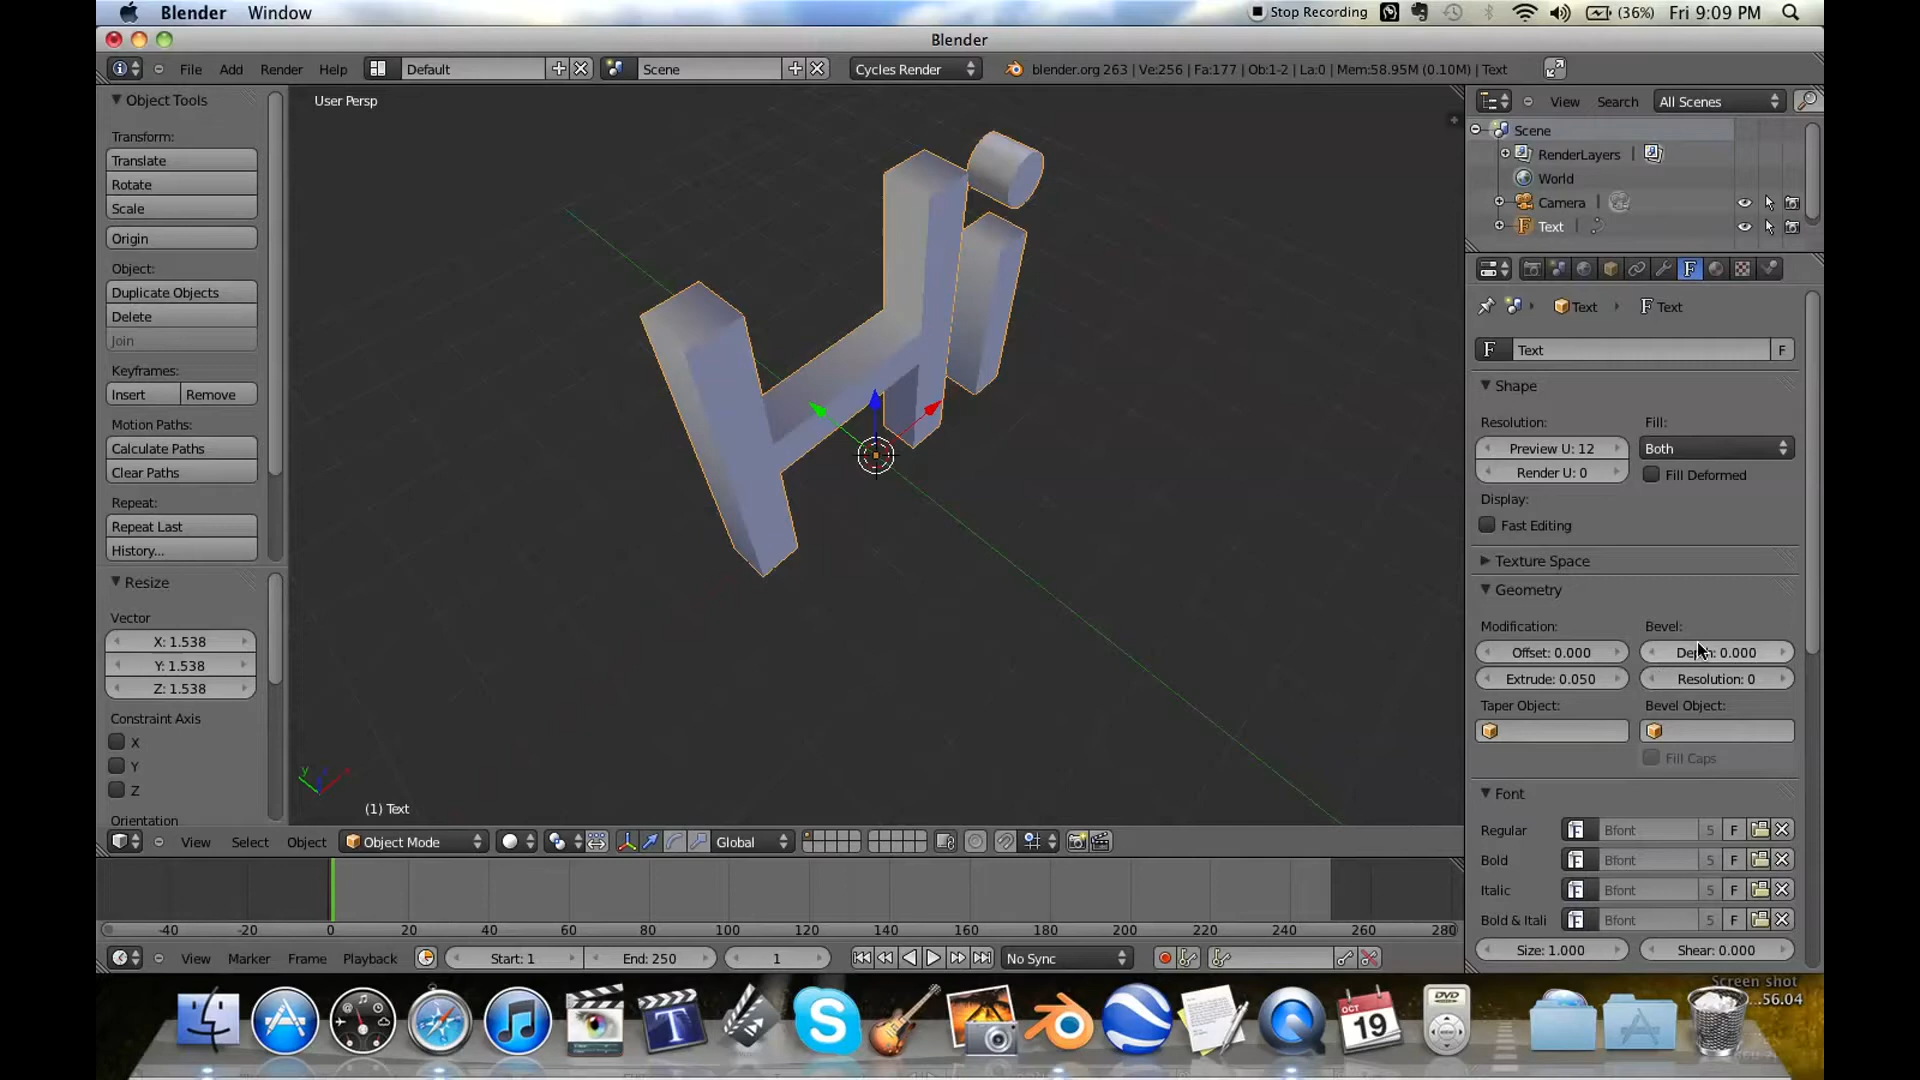 Blender Window Stop Recording (36%) Fri 9:09 PM
Blender
File Add Render Help Default Scene Cycles Render blender.org 263 | Ve:256 | Fa:177 | Ob:1-2 | La:0 | Mem:58.95M (0.10M) | Text
Object Tools
Transform:
Translate
Rotate
Scale
Origin
Object:
Duplicate Objects
Delete
Join
Keyframes:
Insert Remove
Motion Paths:
Calculate Paths
Clear Paths
Repeat:
Repeat Last
History...
Resize
Vector
X: 1.538
Y: 1.538
Z: 1.538
Constraint Axis
X
Y
Z
Orientation
User Persp
Hi
y
(1) Text
View Select Object Object Mode Global
-40 -20 0 20 40 60 80 100 120 140 160 180 200 220 240 260 280
View Marker Frame Playback Start: 1 End: 250 1 No Sync
View Search All Scenes
Scene
RenderLayers
World
Camera
Text
Text F Text
F Text F
Shape
Resolution: Fill:
Preview U: 12 Both
Render U: 0 Fill Deformed
Display:
Fast Editing
Texture Space
Geometry
Modification: Bevel:
Offset: 0.000 Depth: 0.000
Extrude: 0.050 Resolution: 0
Taper Object: Bevel Object:
Fill Caps
Font
Regular F Bfont 5 F
Bold F Bfont 5 F
Italic F Bfont 5 F
Bold & Itali F Bfont 5 F
Size: 1.000 Shear: 0.000
Screen shot
...56.04
T
S
OCT
19
DVD